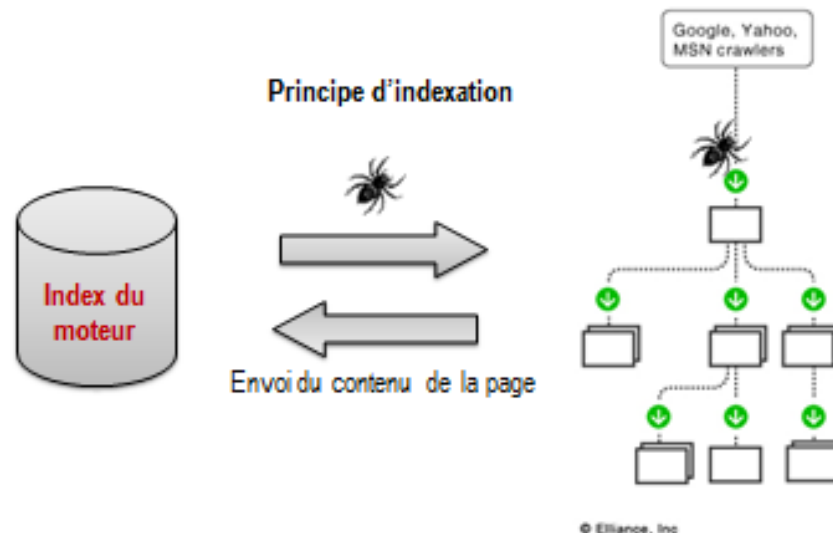 Google, Yahoo,
MSN crawlers
Principe d'indexation
Index du
moteur
Envoi du contenu de la page
© Elliance, Inc